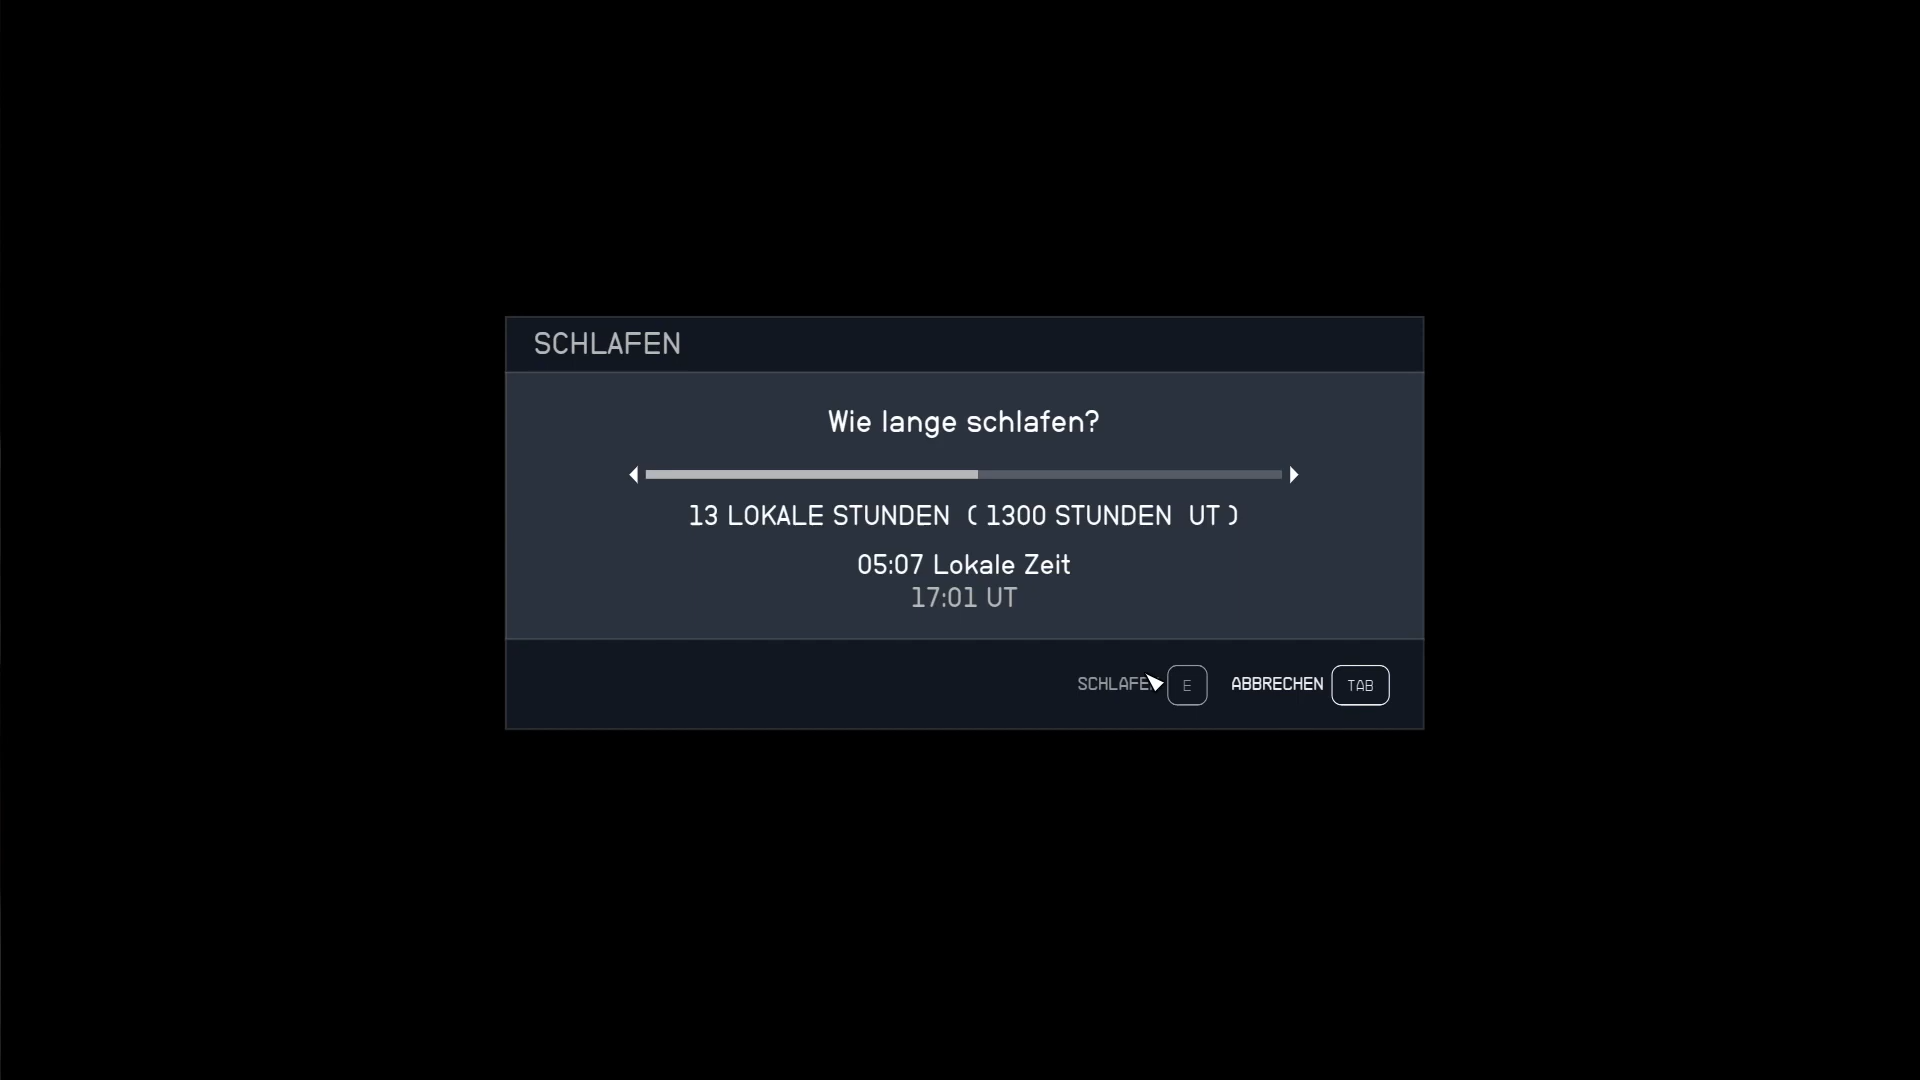 SCHLAFEN
Wie lange schlafen?
13 LOKALE STUNDEN ( 1300 STUNDEN UT )
05:07 Lokale Zeit
17:01 UT
SCHLAFEN E ABBRECHEN TAB